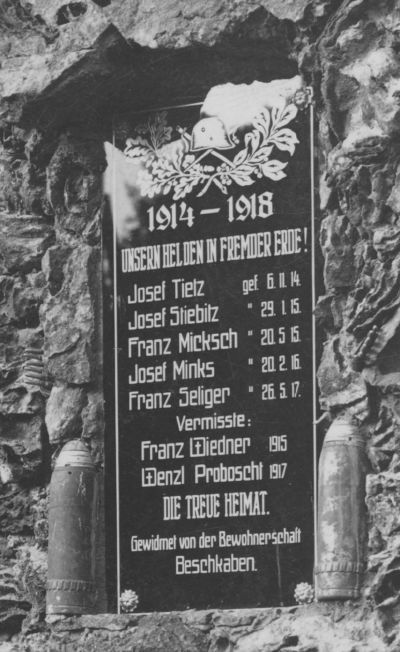 1914 – 1918
UNSERN HELDEN IN FREMDER ERDE!
Josef Tietz gef. 6. 11. 14.
Josef Stiebitz " 29. 1. 15.
Franz Micksch " 20. 5. 15.
Josef Minks " 20. 2. 16.
Franz Seliger " 26. 5. 17.
Vermisste:
Franz Wiedner 1915
Wenzl Proboscht 1917
DIE TREUE HEIMAT.
Gewidmet von der Bewohnerschaft
Beschkaben.